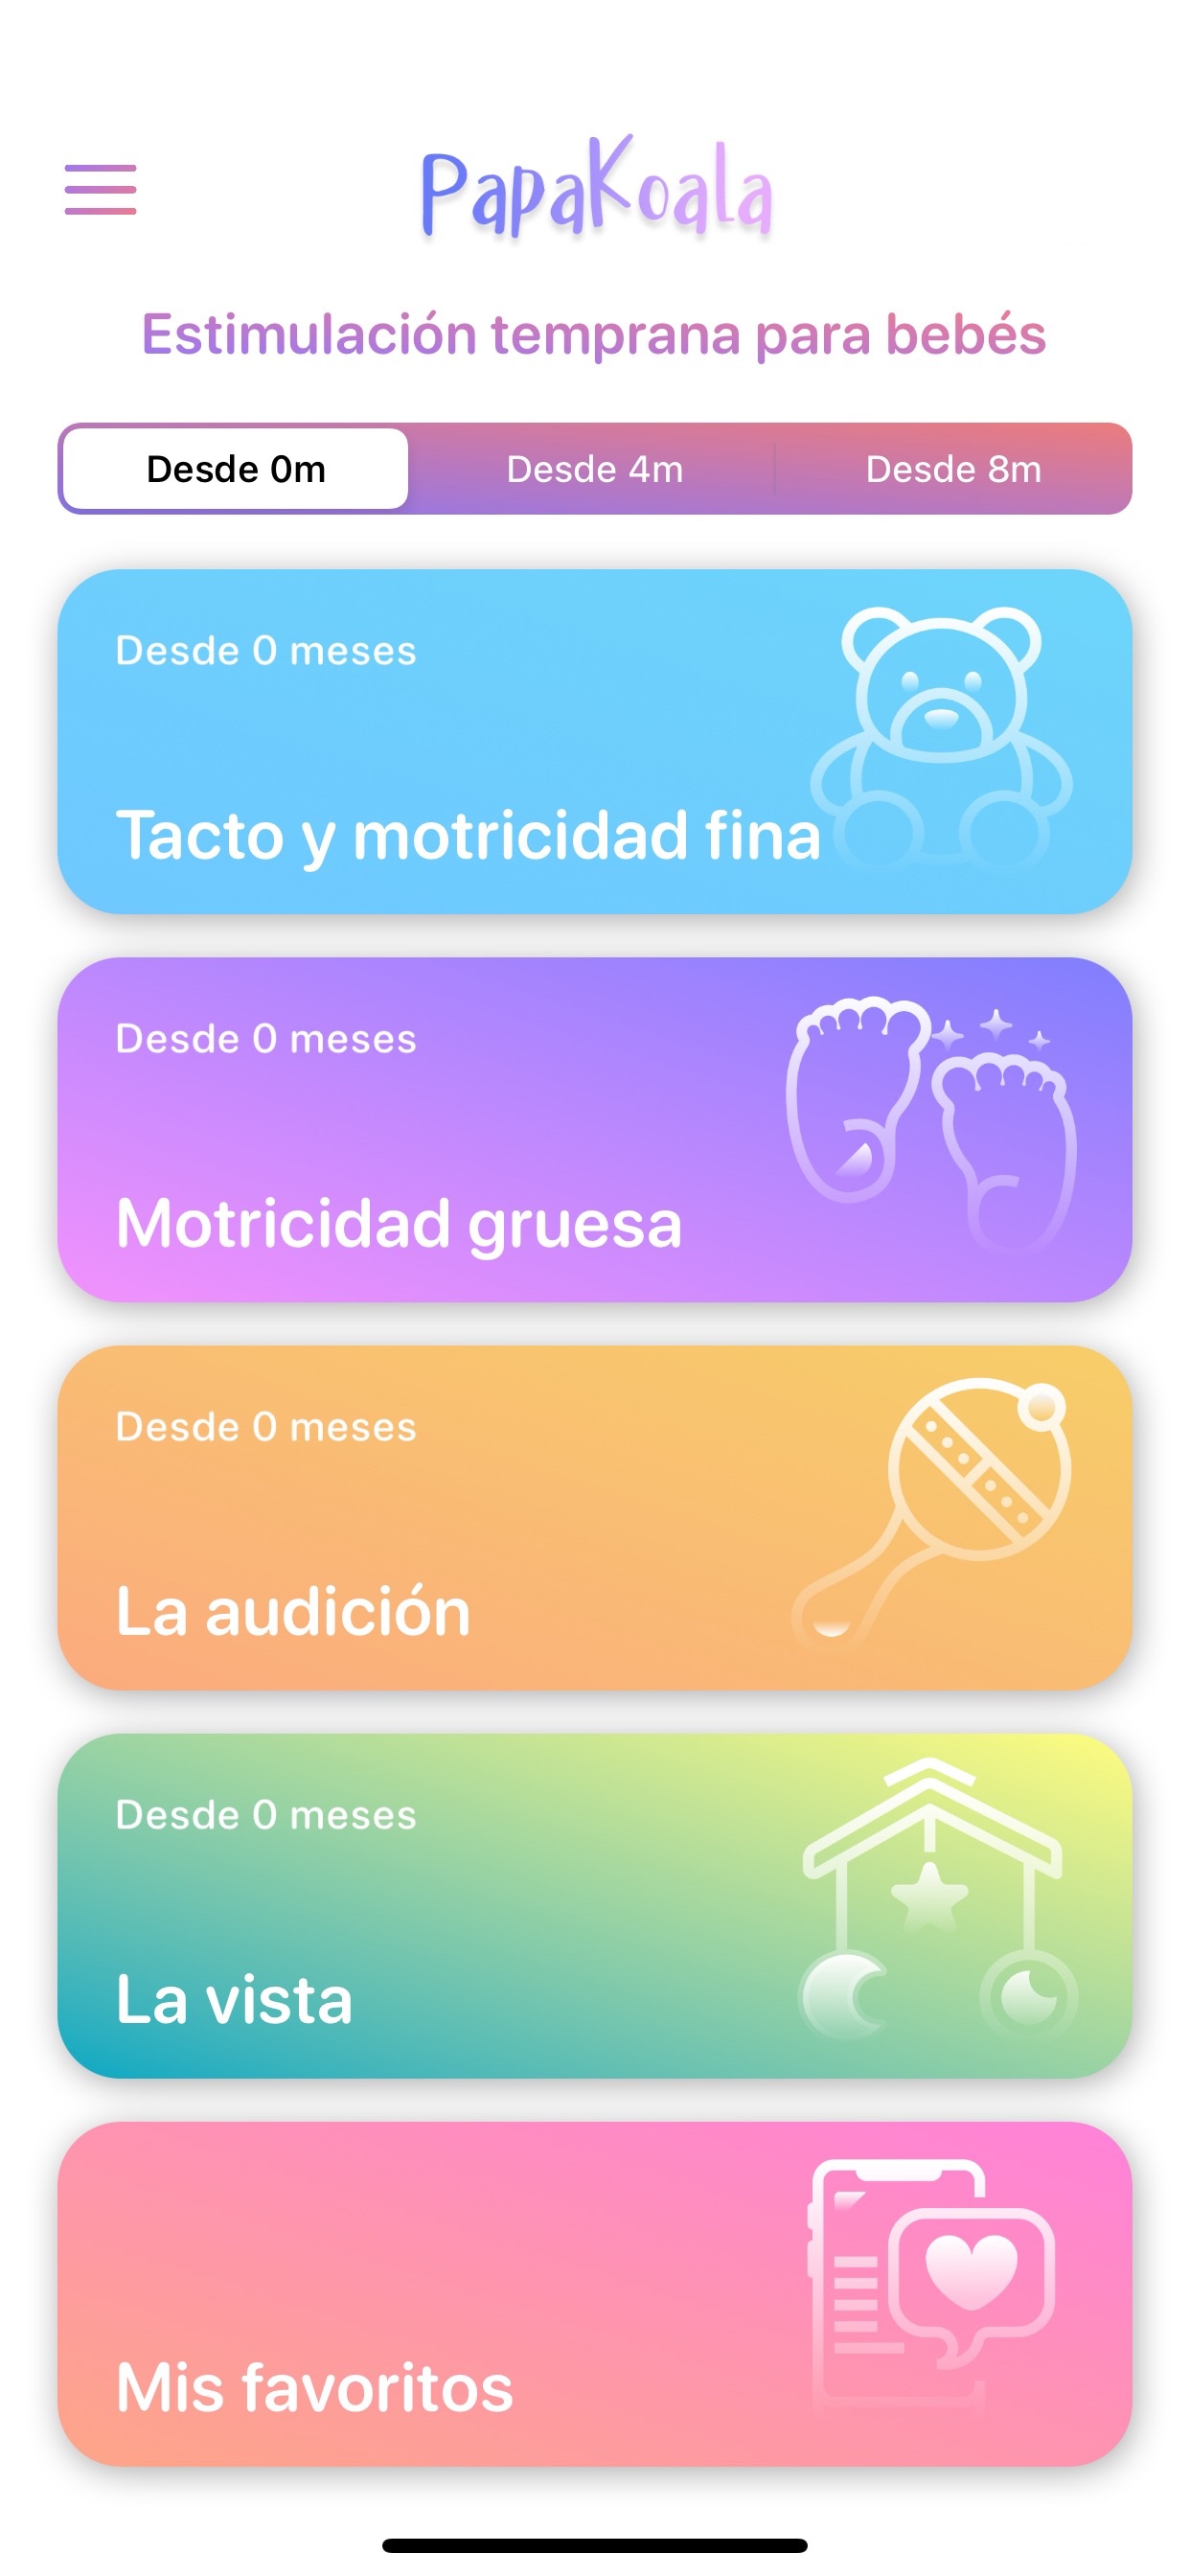 PapaKoala
Estimulación temprana para bebés
Desde 0m
Desde 4m
Desde 8m
Desde 0 meses
Tacto y motricidad fina
Desde 0 meses
Motricidad gruesa
Desde 0 meses
La audición
Desde 0 meses
La vista
Mis favoritos